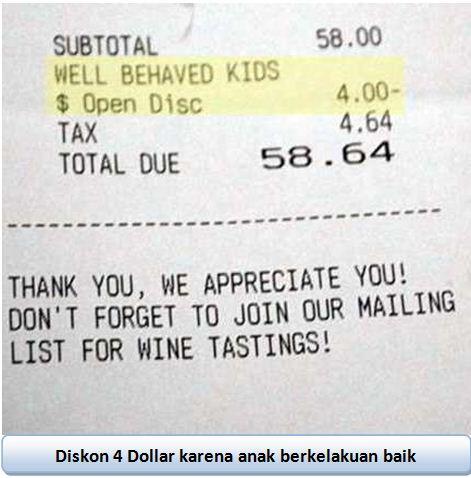 SUBTOTAL 58.00
WELL BEHAVED KIDS
$ Open Disc 4.00-
TAX 4.64
TOTAL DUE 58.64
THANK YOU, WE APPRECIATE YOU!
DON'T FORGET TO JOIN OUR MAILING
LIST FOR WINE TASTINGS!
Diskon 4 Dollar karena anak berkelakuan baik